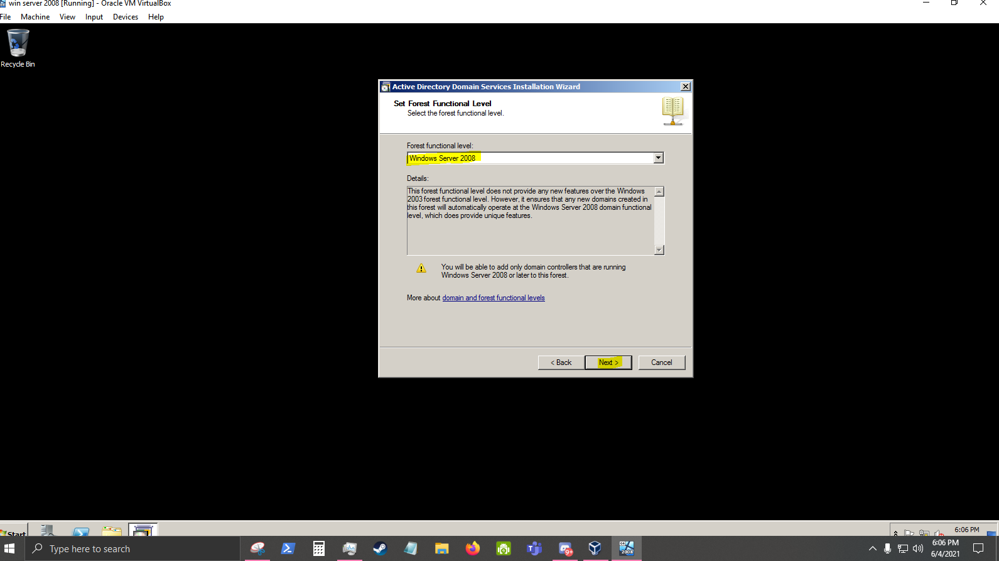 win server 2008 [Running] - Oracle VM VirtualBox
File Machine View Input Devices Help
Recycle Bin
Active Directory Domain Services Installation Wizard
Set Forest Functional Level
Select the forest functional level.
Forest functional level:
Windows Server 2008
Details:
This forest functional level does not provide any new features over the Windows
2003 forest functional level. However, it ensures that any new domains created in
this forest will automatically operate at the Windows Server 2008 domain functional
level, which does provide unique features.
You will be able to add only domain controllers that are running
Windows Server 2008 or later to this forest.
More about domain and forest functional levels
< Back Next > Cancel
Start
6:06 PM
Type here to search
9+
64
2008
6:06 PM
6/4/2021